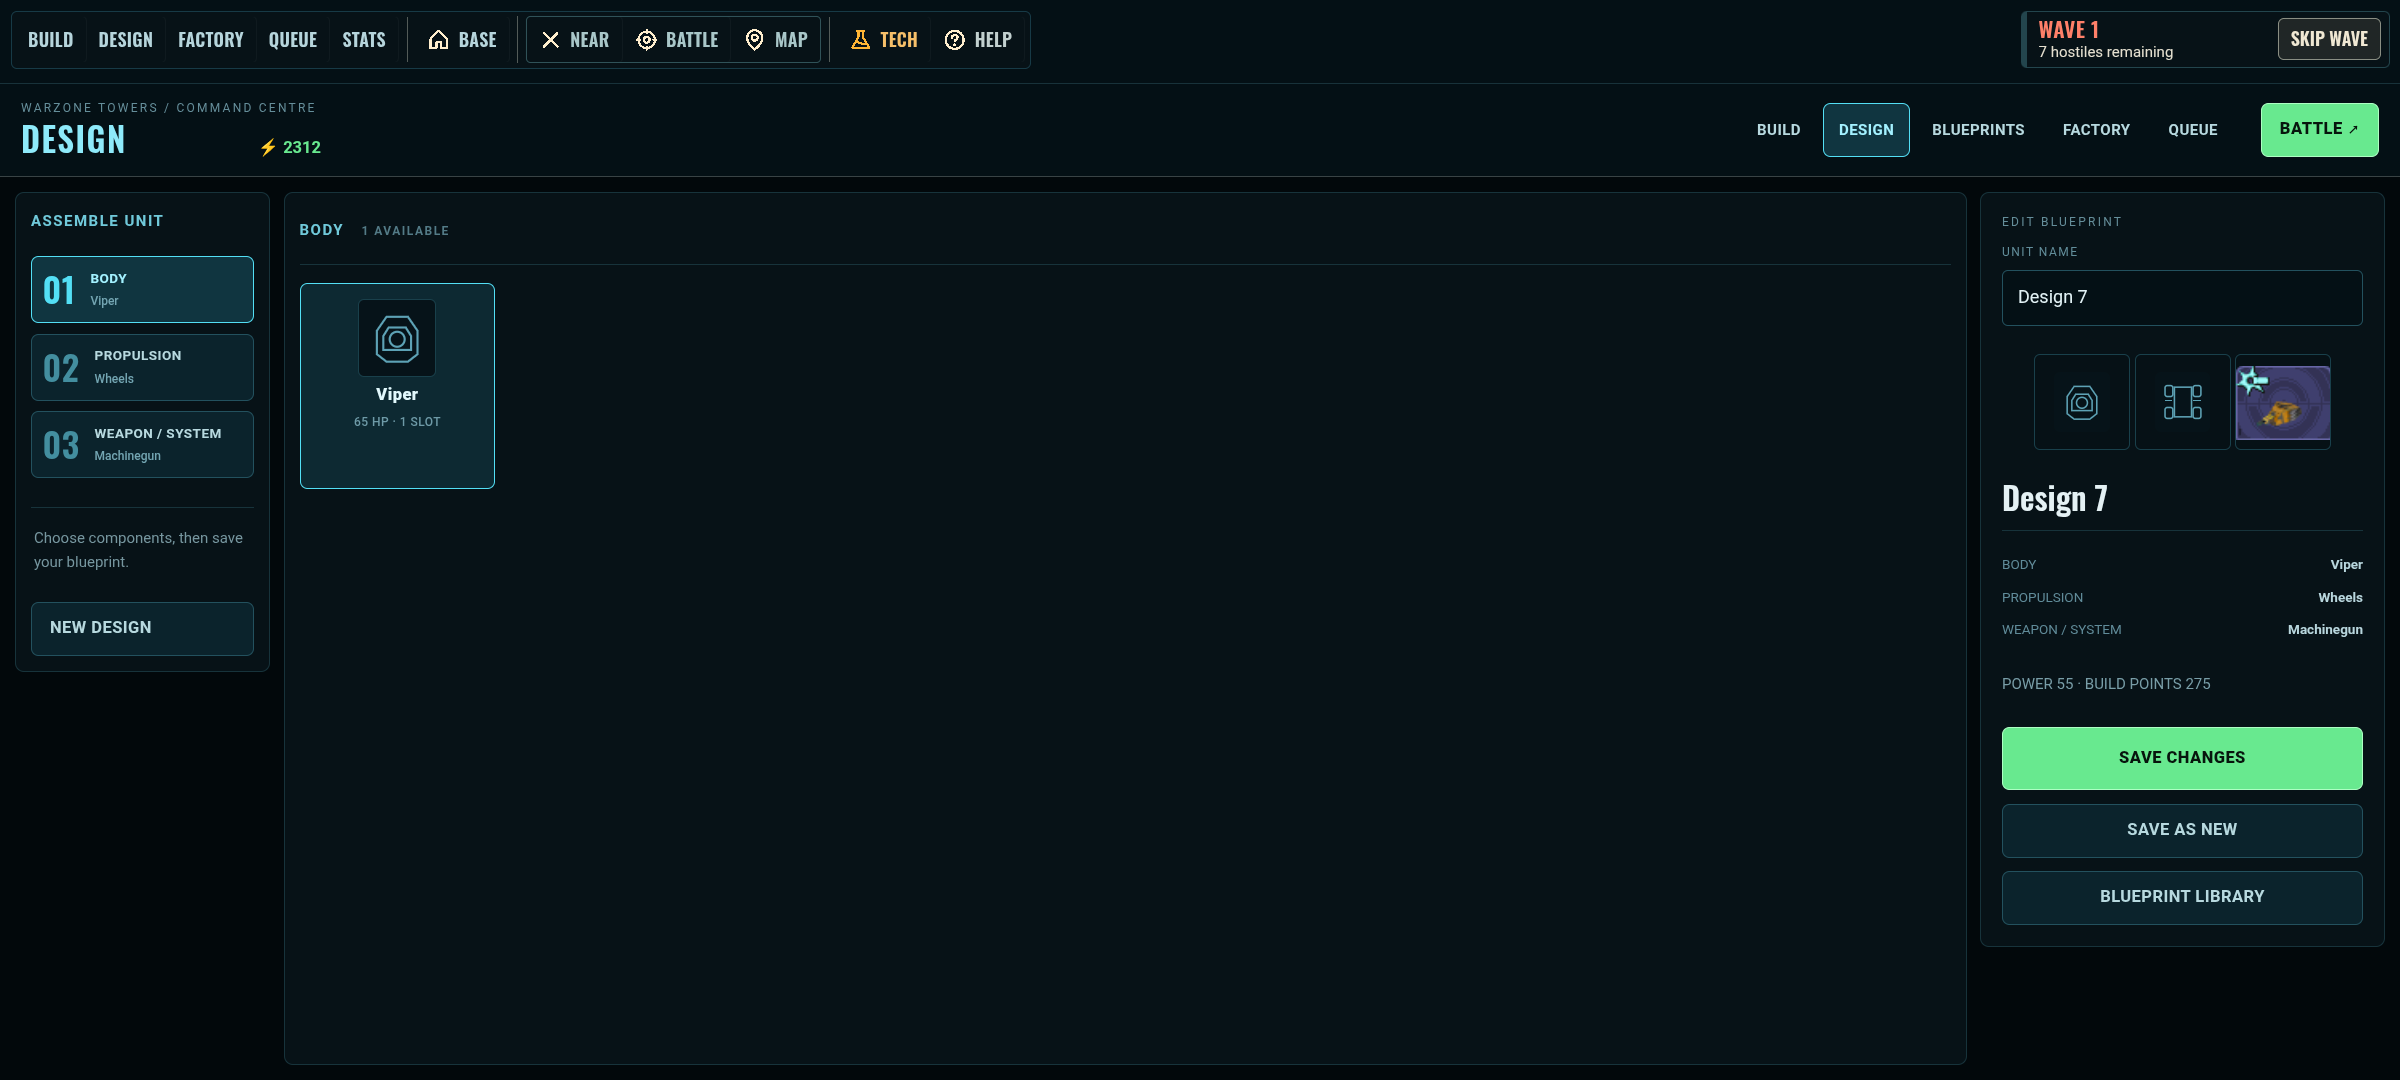 BUILD DESIGN FACTORY QUEUE STATS BASE NEAR BATTLE MAP TECH HELP
WAVE 1
7 hostiles remaining
SKIP WAVE
WARZONE TOWERS / COMMAND CENTRE
DESIGN
⚡ 2312
BUILD DESIGN BLUEPRINTS FACTORY QUEUE BATTLE ↗
ASSEMBLE UNIT
01 BODY
Viper
02 PROPULSION
Wheels
03 WEAPON / SYSTEM
Machinegun
Choose components, then save
your blueprint.
NEW DESIGN
BODY 1 AVAILABLE
Viper
65 HP · 1 SLOT
EDIT BLUEPRINT
UNIT NAME
Design 7
Design 7
BODY Viper
PROPULSION Wheels
WEAPON / SYSTEM Machinegun
POWER 55 · BUILD POINTS 275
SAVE CHANGES
SAVE AS NEW
BLUEPRINT LIBRARY